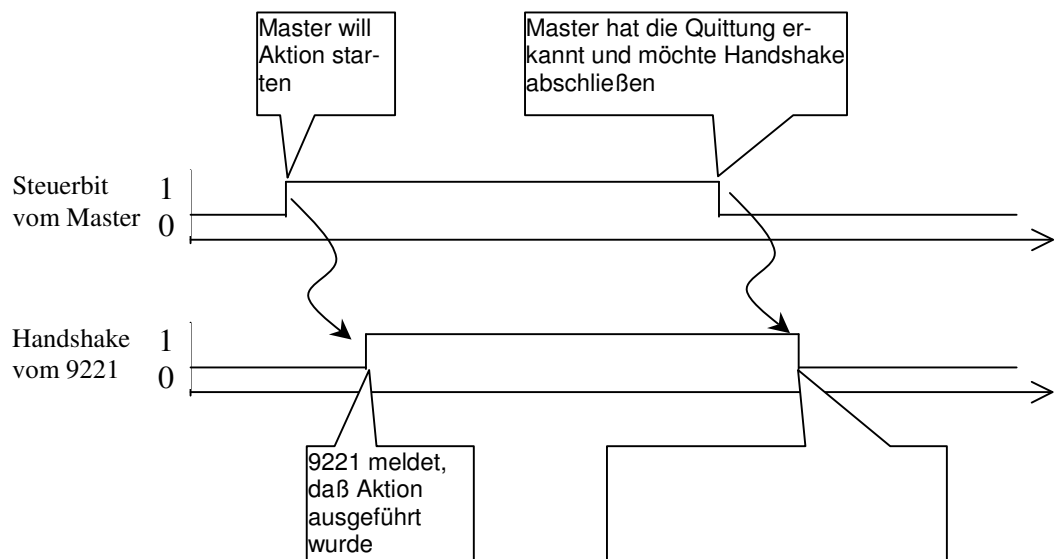 Master will
Aktion star-
ten
Master hat die Quittung er-
kannt und möchte Handshake
abschließen
Steuerbit
vom Master
1
0
Handshake
vom 9221
1
0
9221 meldet,
daß Aktion
ausgeführt
wurde